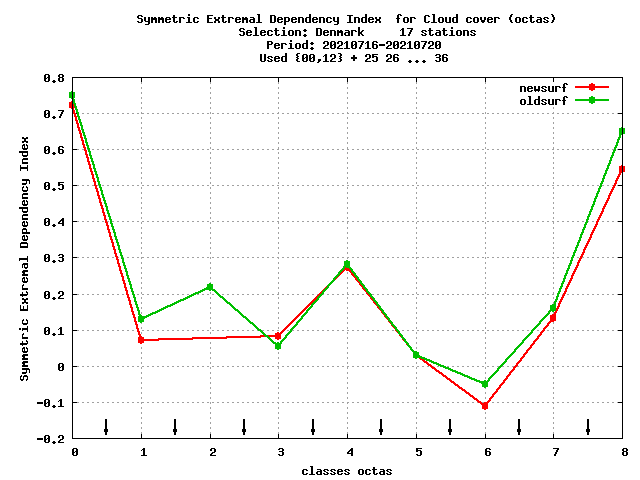 Symmetric Extremal Dependency Index  for Cloud cover (octas)
Selection: Denmark     17 stations
Period: 20210716-20210720
Used {00,12} + 25 26 ... 36
newsurf
oldsurf
Symmetric Extremal Dependency Index
0.8
0.7
0.6
0.5
0.4
0.3
0.2
0.1
0
-0.1
-0.2
0 1 2 3 4 5 6 7 8
classes octas